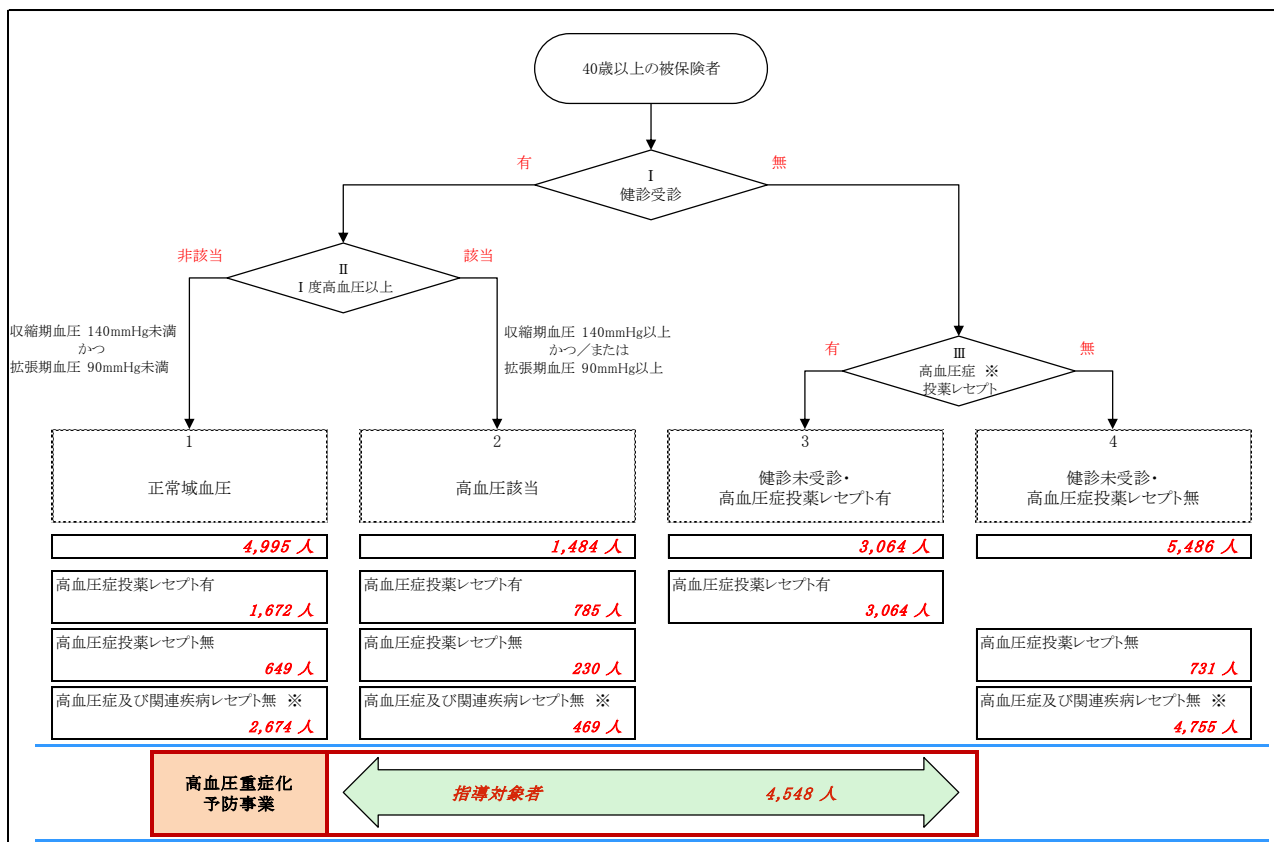 40歳以上の被保険者
有
無
Ⅰ
健診受診
非該当
該当
Ⅱ
Ⅰ度高血圧以上
収縮期血圧 140mmHg未満
かつ
拡張期血圧 90mmHg未満
収縮期血圧 140mmHg以上
かつ／または
拡張期血圧 90mmHg以上
有
無
Ⅲ
高血圧症 ※
投薬レセプト
1
正常域血圧
2
高血圧該当
3
健診未受診・
高血圧症投薬レセプト有
4
健診未受診・
高血圧症投薬レセプト無
4,995 人
1,484 人
3,064 人
5,486 人
高血圧症投薬レセプト有
1,672 人
高血圧症投薬レセプト有
785 人
高血圧症投薬レセプト有
3,064 人
高血圧症投薬レセプト無
649 人
高血圧症投薬レセプト無
230 人
高血圧症投薬レセプト無
731 人
高血圧症及び関連疾病レセプト無 ※
2,674 人
高血圧症及び関連疾病レセプト無 ※
469 人
高血圧症及び関連疾病レセプト無 ※
4,755 人
高血圧重症化
予防事業
指導対象者 4,548 人